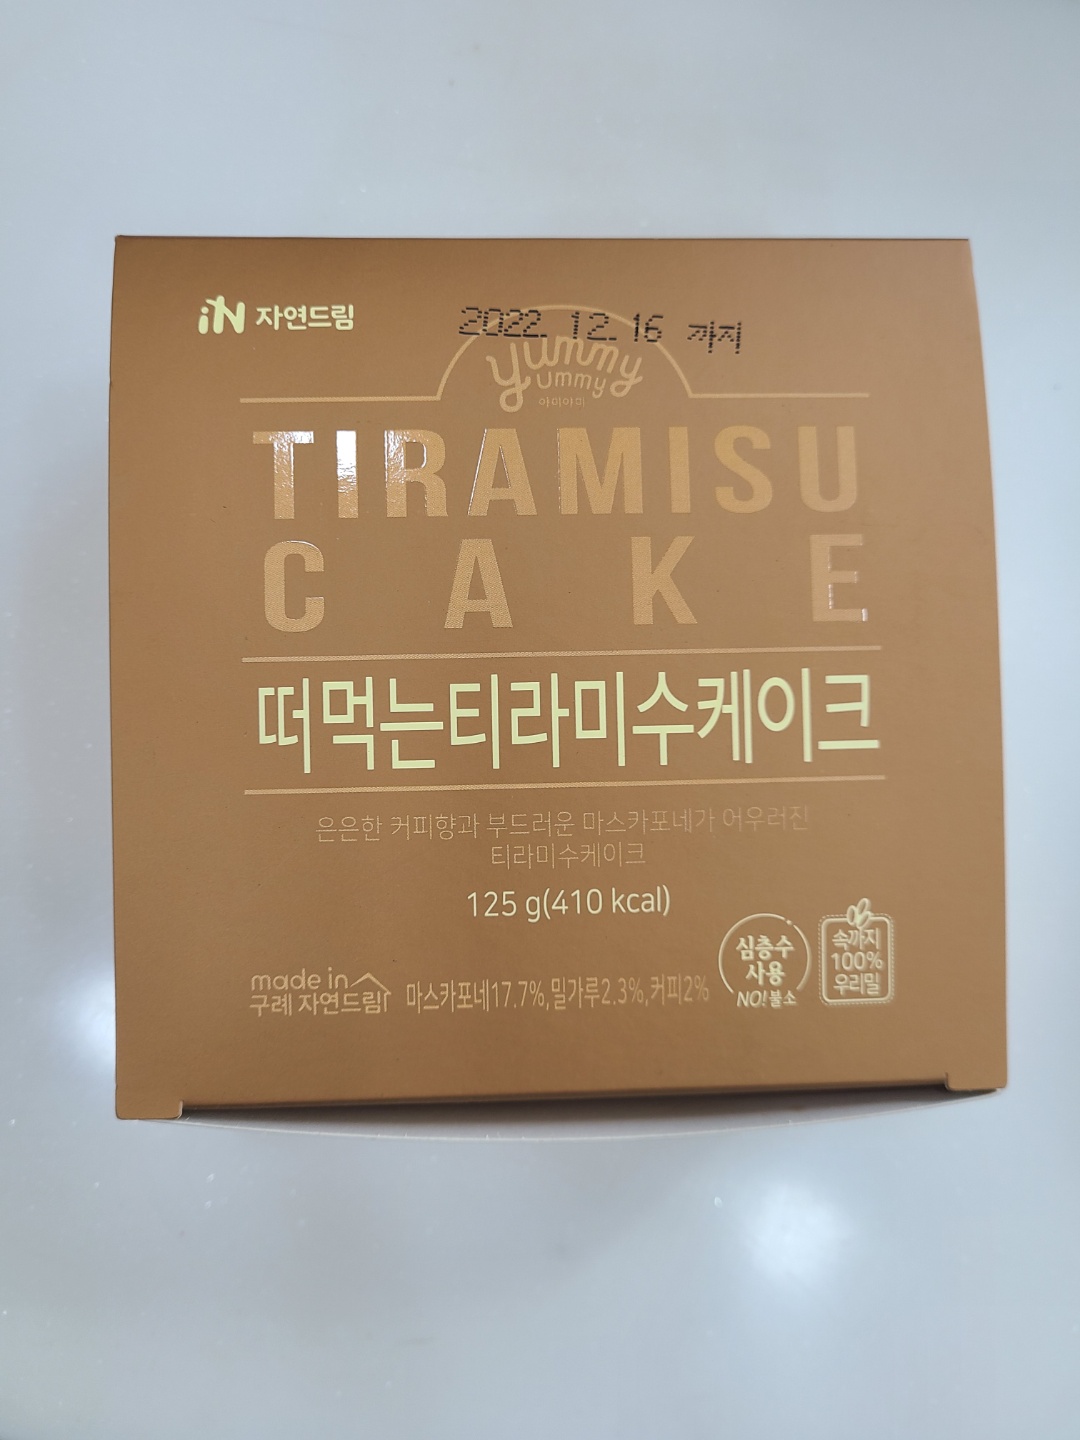 iN 자연드림
2022. 12. 16 까지
yummy
ummy
야미야미
TIRAMISU
CAKE
떠먹는티라미수케이크
은은한 커피향과 부드러운 마스카포네가 어우러진
티라미수케이크
125 g(410 kcal)
심층수
사용
NO! 불소
속까지
100%
우리밀
made in
구례 자연드림
마스카포네17.7%,밀가루2.3%,커피2%